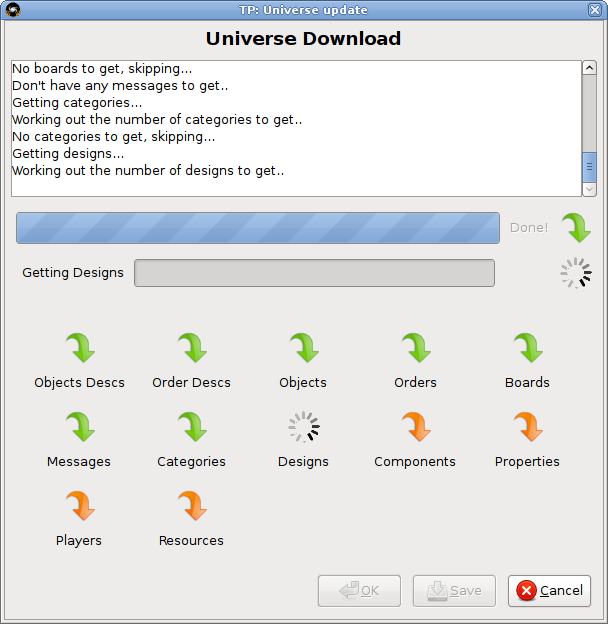 TP: Universe update
Universe Download
No boards to get, skipping...
Don't have any messages to get..
Getting categories...
Working out the number of categories to get..
No categories to get, skipping...
Getting designs...
Working out the number of designs to get..
Done!
Getting Designs
Objects Descs Order Descs Objects Orders Boards
Messages Categories Designs Components Properties
Players Resources
OK Save Cancel